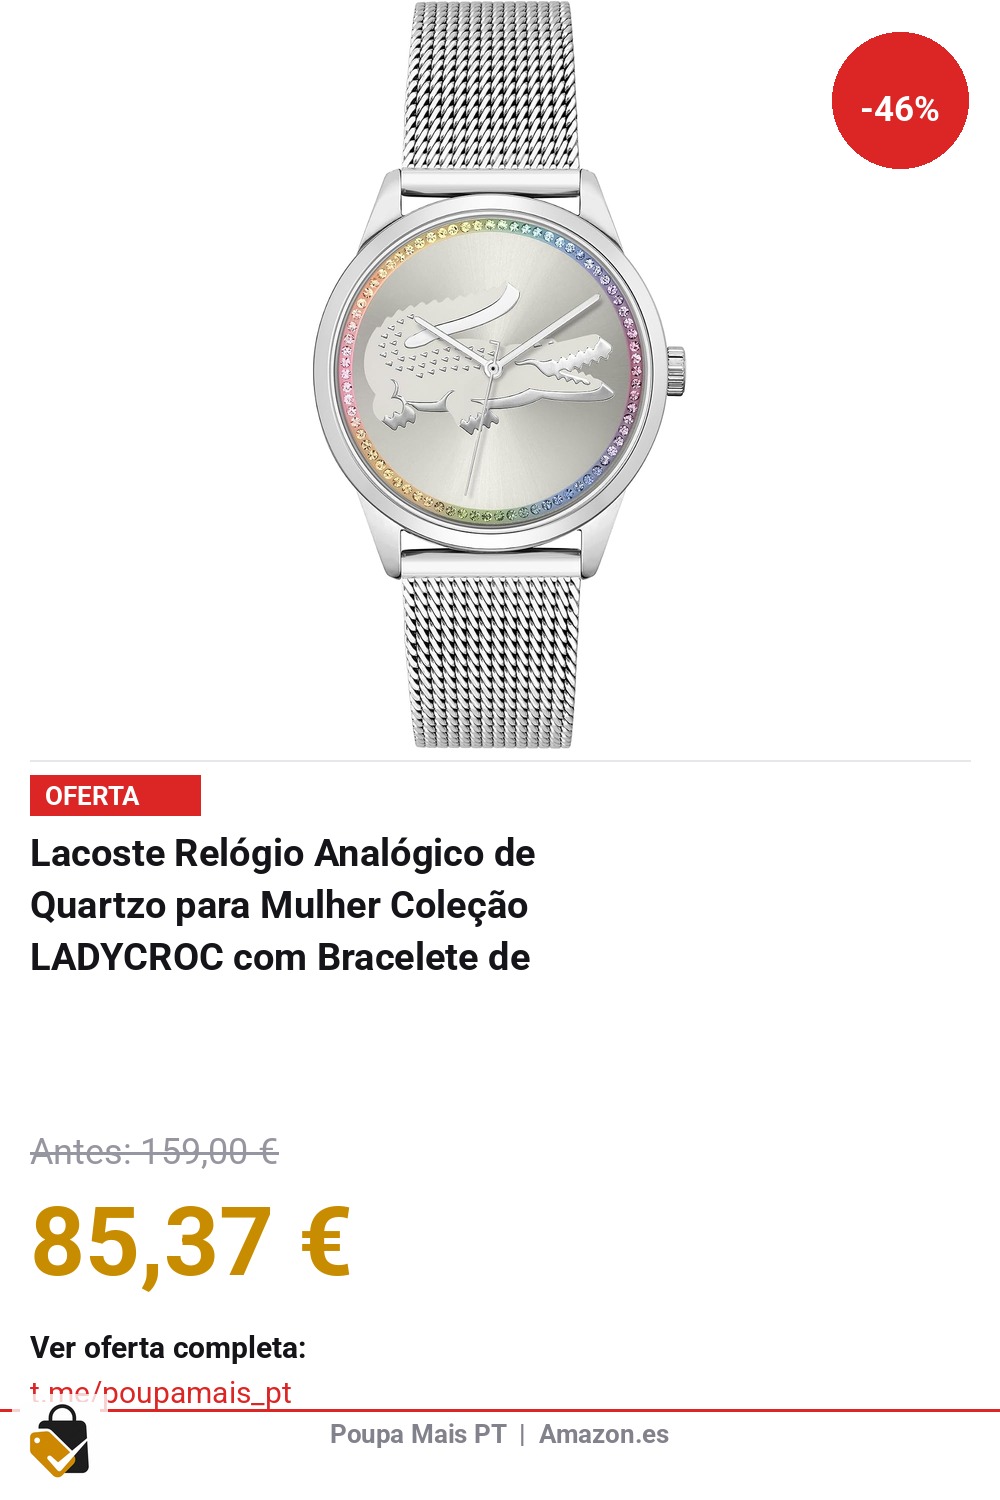 -46%
OFERTA
Lacoste Relógio Analógico de
Quartzo para Mulher Coleção
LADYCROC com Bracelete de
Antes: 159,00 €
85,37 €
Ver oferta completa:
t.me/poupamais_pt
Poupa Mais PT | Amazon.es